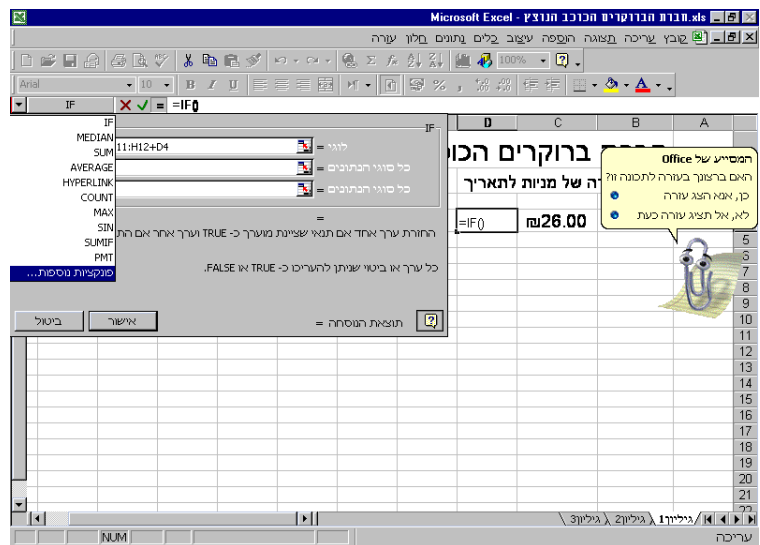 Microsoft Excel - חברת הברוקרים הכוכב הנוצץ.xls
קובץ עריכה תצוגה הוספה עיצוב כלים נתונים חלון עזרה
100%
Arial 10 B I U
IF =IF()
IF
MEDIAN
SUM
AVERAGE
HYPERLINK
COUNT
MAX
SIN
SUMIF
PMT
פונקציות נוספות...
IF
לוגי = 11:H12+D4
כל סוגי הנתונים =
כל סוגי הנתונים =
=
החזרת ערך אחד אם תנאי שציינת מוערך כ- TRUE וערך אחר אם הת
כל ערך או ביטוי שניתן להעריכו כ- TRUE או FALSE.
תוצאת הנוסחה =
אישור
ביטול
A B C D
ברוקרים הכו
ה של מניות לתאריך
=IF() ₪26.00
המסייע של Office
האם ברצונך בעזרה לתכונה זו?
כן, אנא הצג עזרה
לא, אל תציג עזרה כעת
5
6
7
8
9
10
11
12
13
14
15
16
17
18
19
20
21
22
גיליון1 גיליון2 גיליון3
עריכה
NUM